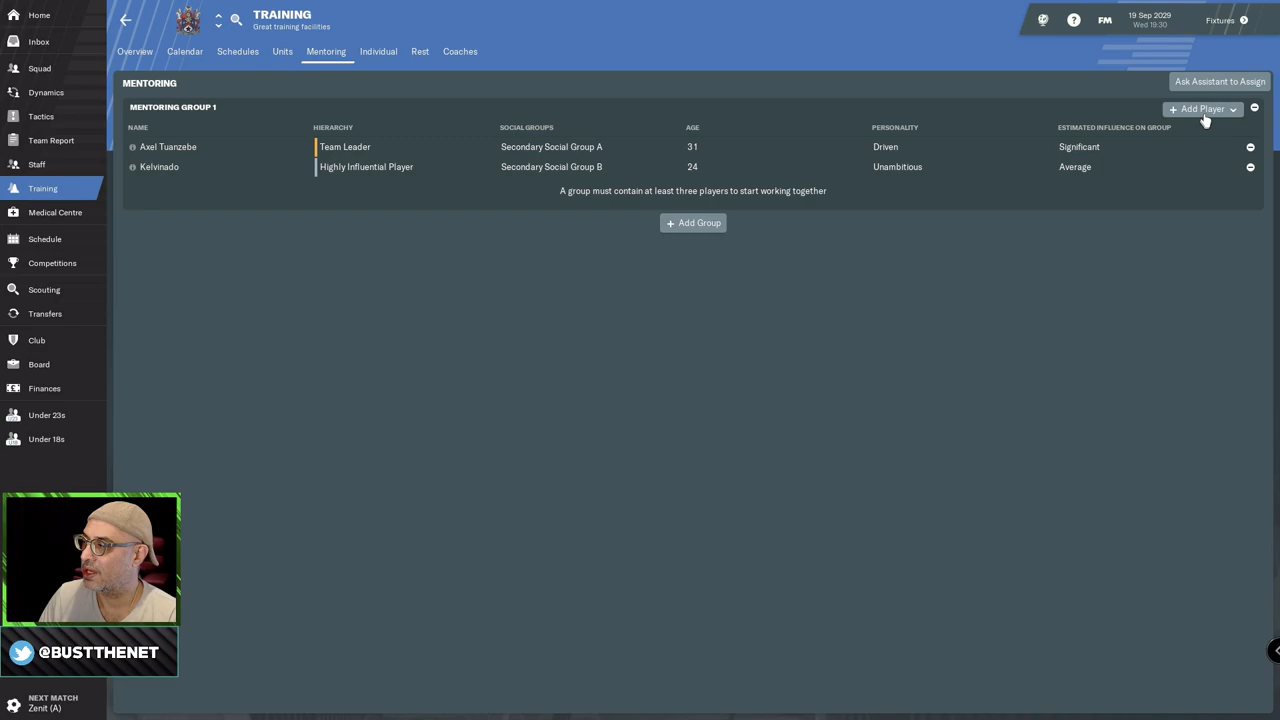 Home
Inbox
Squad
Dynamics
Tactics
Team Report
Staff
Training
Medical Centre
Schedule
Competitions
Scouting
Transfers
Club
Board
Finances
Under 23s
Under 18s
TRAINING
Great training facilities
FM
19 Sep 2029
Wed 19:30
Fixtures
Overview Calendar Schedules Units Mentoring Individual Rest Coaches
MENTORING
Ask Assistant to Assign
MENTORING GROUP 1
Add Player
NAME HIERARCHY SOCIAL GROUPS AGE PERSONALITY ESTIMATED INFLUENCE ON GROUP
Axel Tuanzebe Team Leader Secondary Social Group A 31 Driven Significant
Kelvinado Highly Influential Player Secondary Social Group B 24 Unambitious Average
A group must contain at least three players to start working together
Add Group
@BUSTTHENET
NEXT MATCH
Zenit (A)